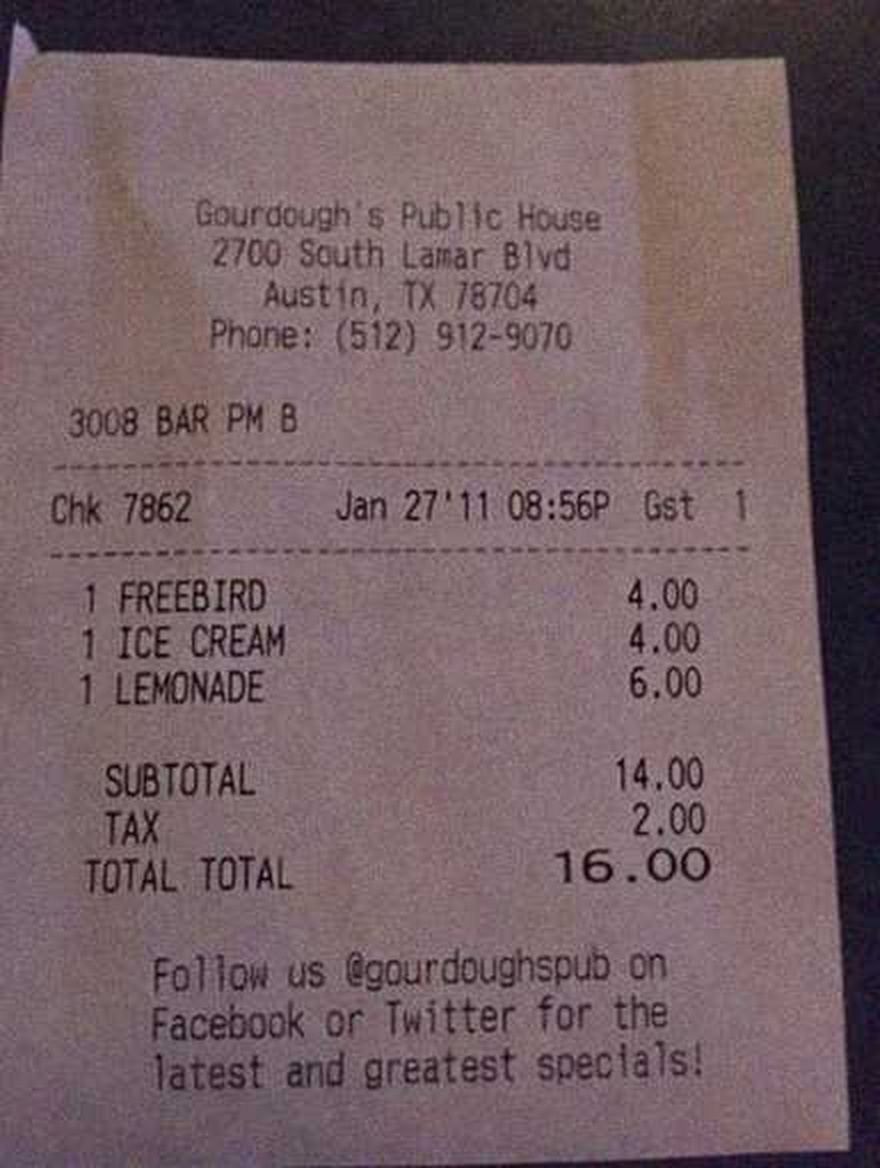 Gourdough's Public House
2700 South Lamar Blvd
Austin, TX 78704
Phone: (512) 912-9070
3008 BAR PM B
Chk 7862 Jan 27'11 08:56P Gst 1
1 FREEBIRD 4.00
1 ICE CREAM 4.00
1 LEMONADE 6.00
SUBTOTAL 14.00
TAX 2.00
TOTAL TOTAL 16.00
Follow us @gourdoughspub on
Facebook or Twitter for the
latest and greatest specials!